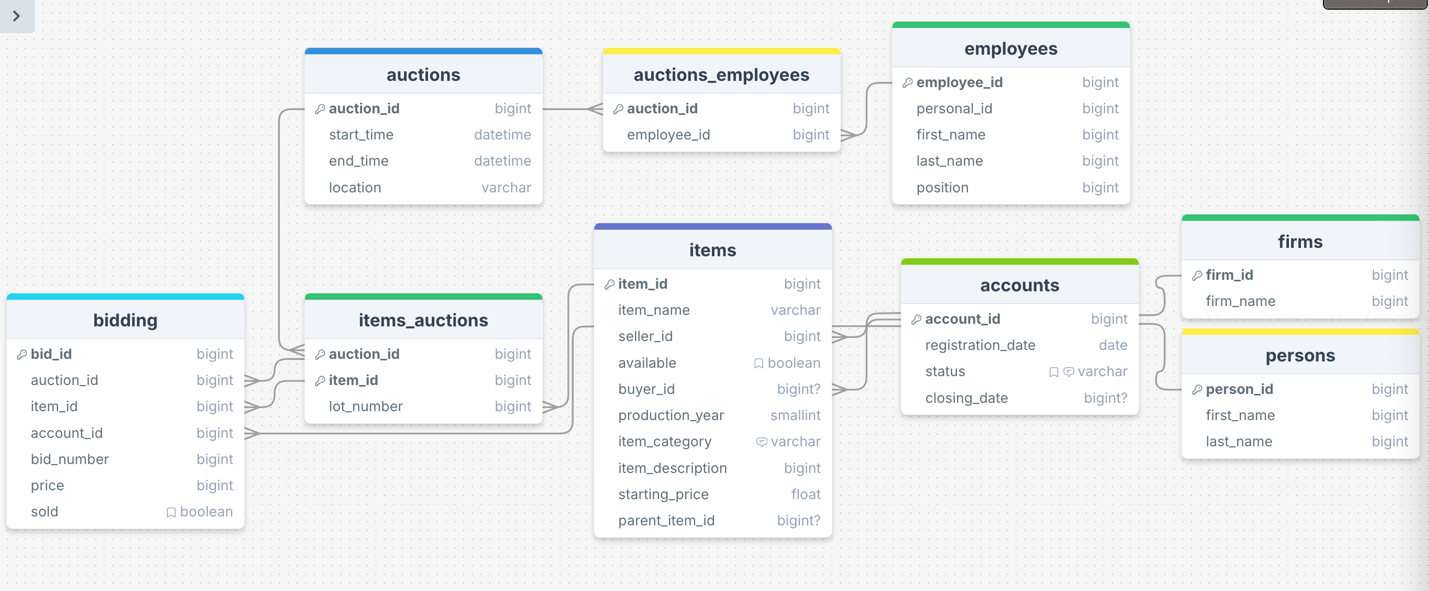 auctions
auction_id bigint
start_time datetime
end_time datetime
location varchar
auctions_employees
auction_id bigint
employee_id bigint
employees
employee_id bigint
personal_id bigint
first_name bigint
last_name bigint
position bigint
items
item_id bigint
item_name varchar
seller_id bigint
available boolean
buyer_id bigint?
production_year smallint
item_category varchar
item_description bigint
starting_price float
parent_item_id bigint?
accounts
account_id bigint
registration_date date
status varchar
closing_date bigint?
firms
firm_id bigint
firm_name bigint
persons
person_id bigint
first_name bigint
last_name bigint
bidding
bid_id bigint
auction_id bigint
item_id bigint
account_id bigint
bid_number bigint
price bigint
sold boolean
items_auctions
auction_id bigint
item_id bigint
lot_number bigint